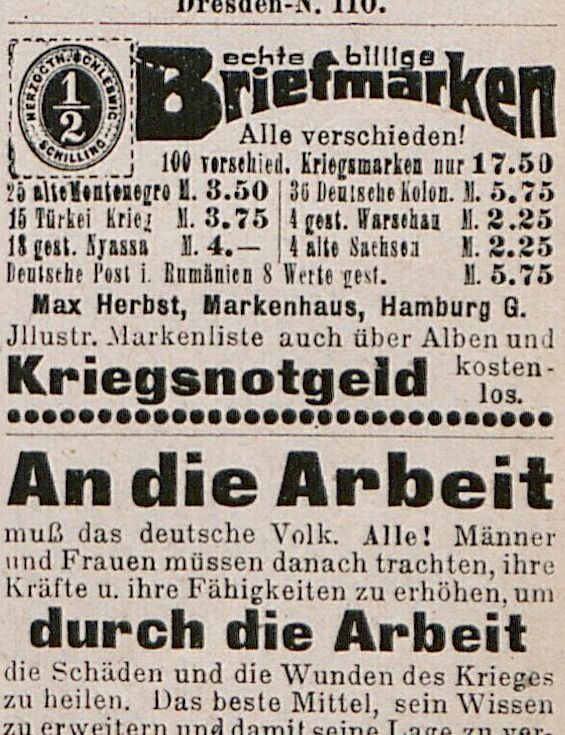 Dresden-N. 110.
HERZOGTH. SCHLESWIG
1/2
SCHILLING
echte billige
Briefmarken
Alle verschieden!
100 verschied. Kriegsmarken nur 17.50
25 alte Montenegro M. 3.50 | 36 Deutsche Kolon. M. 5.75
15 Türkei Krieg M. 3.75 | 4 gest. Warschau M. 2.25
18 gest. Nyassa M. 4.— | 4 alte Sachsen M. 2.25
Deutsche Post i. Rumänien 8 Werte gest. M. 5.75
Max Herbst, Markenhaus, Hamburg G.
Jllustr. Markenliste auch über Alben und
Kriegsnotgeld kosten-
los.
An die Arbeit
muß das deutsche Volk. Alle! Männer
und Frauen müssen danach trachten, ihre
Kräfte u. ihre Fähigkeiten zu erhöhen, um
durch die Arbeit
die Schäden und die Wunden des Krieges
zu heilen. Das beste Mittel, sein Wissen
zu erweitern und damit seine Lage zu ver-